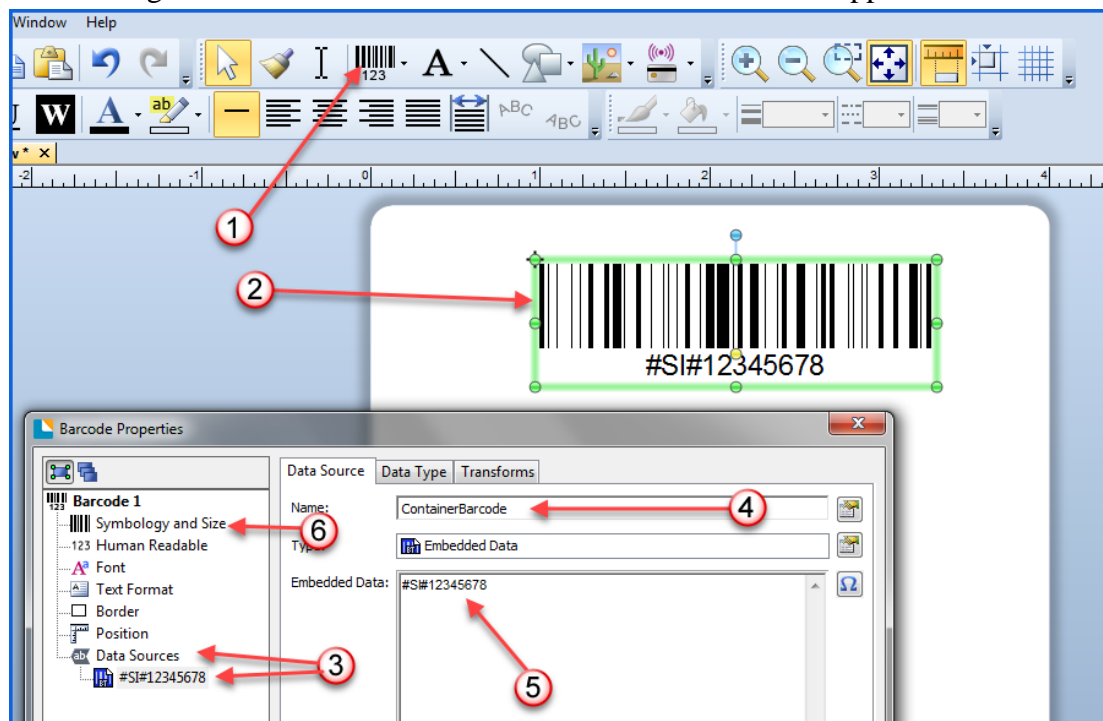 Window Help
123
A
U W A ab
ABC ABC
w* ×
-2 -1 0 1 2 3 4
1
2
#SI#12345678
Barcode Properties
Data Source Data Type Transforms
Barcode 1
Name: ContainerBarcode 4
Symbology and Size 6
123 Human Readable
Type: Embedded Data
Font
Embedded Data: #SI#12345678
Text Format
Border
Position
Data Sources
3
#SI#12345678
5